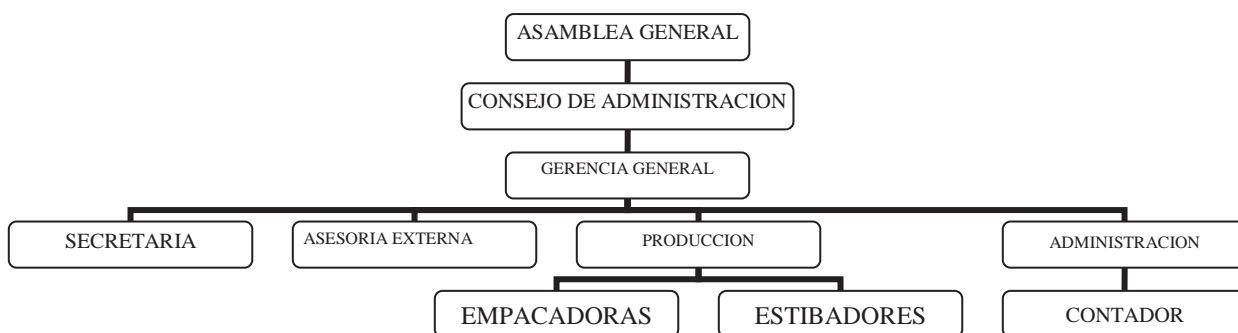 ASAMBLEA GENERAL
CONSEJO DE ADMINISTRACION
GERENCIA GENERAL
SECRETARIA
ASESORIA EXTERNA
PRODUCCION
ADMINISTRACION
EMPACADORAS
ESTIBADORES
CONTADOR